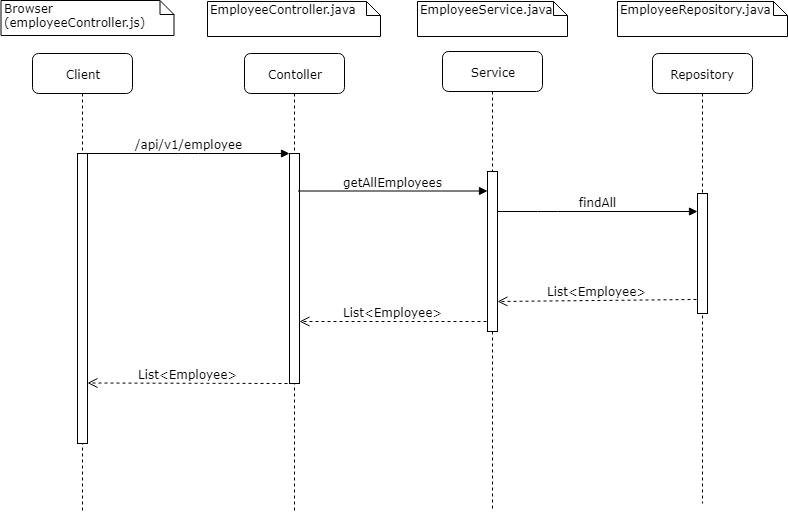 Browser
(employeeController.js)
EmployeeController.java
EmployeeService.java
EmployeeRepository.java
Client
Contoller
Service
Repository
/api/v1/employee
getAllEmployees
findAll
List<Employee>
List<Employee>
List<Employee>